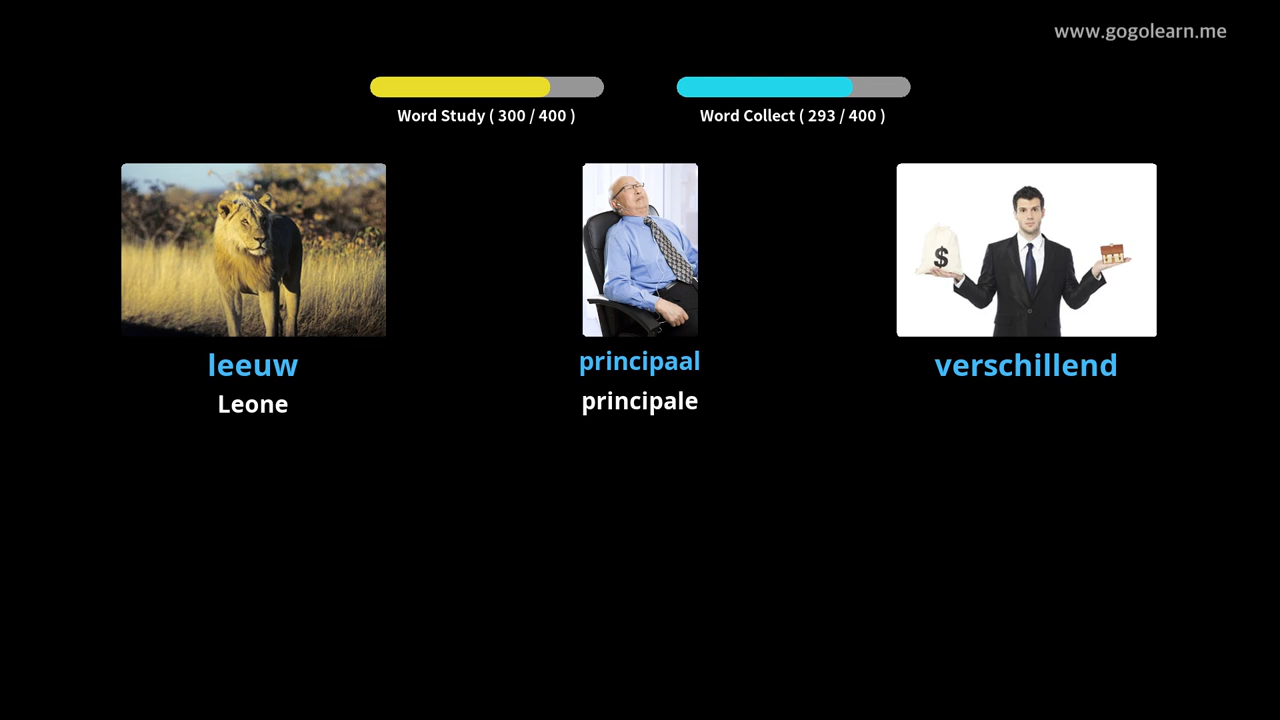 www.gogolearn.me
Word Study ( 300 / 400 )
Word Collect ( 293 / 400 )
$
leeuw
principaal
verschillend
Leone
principale